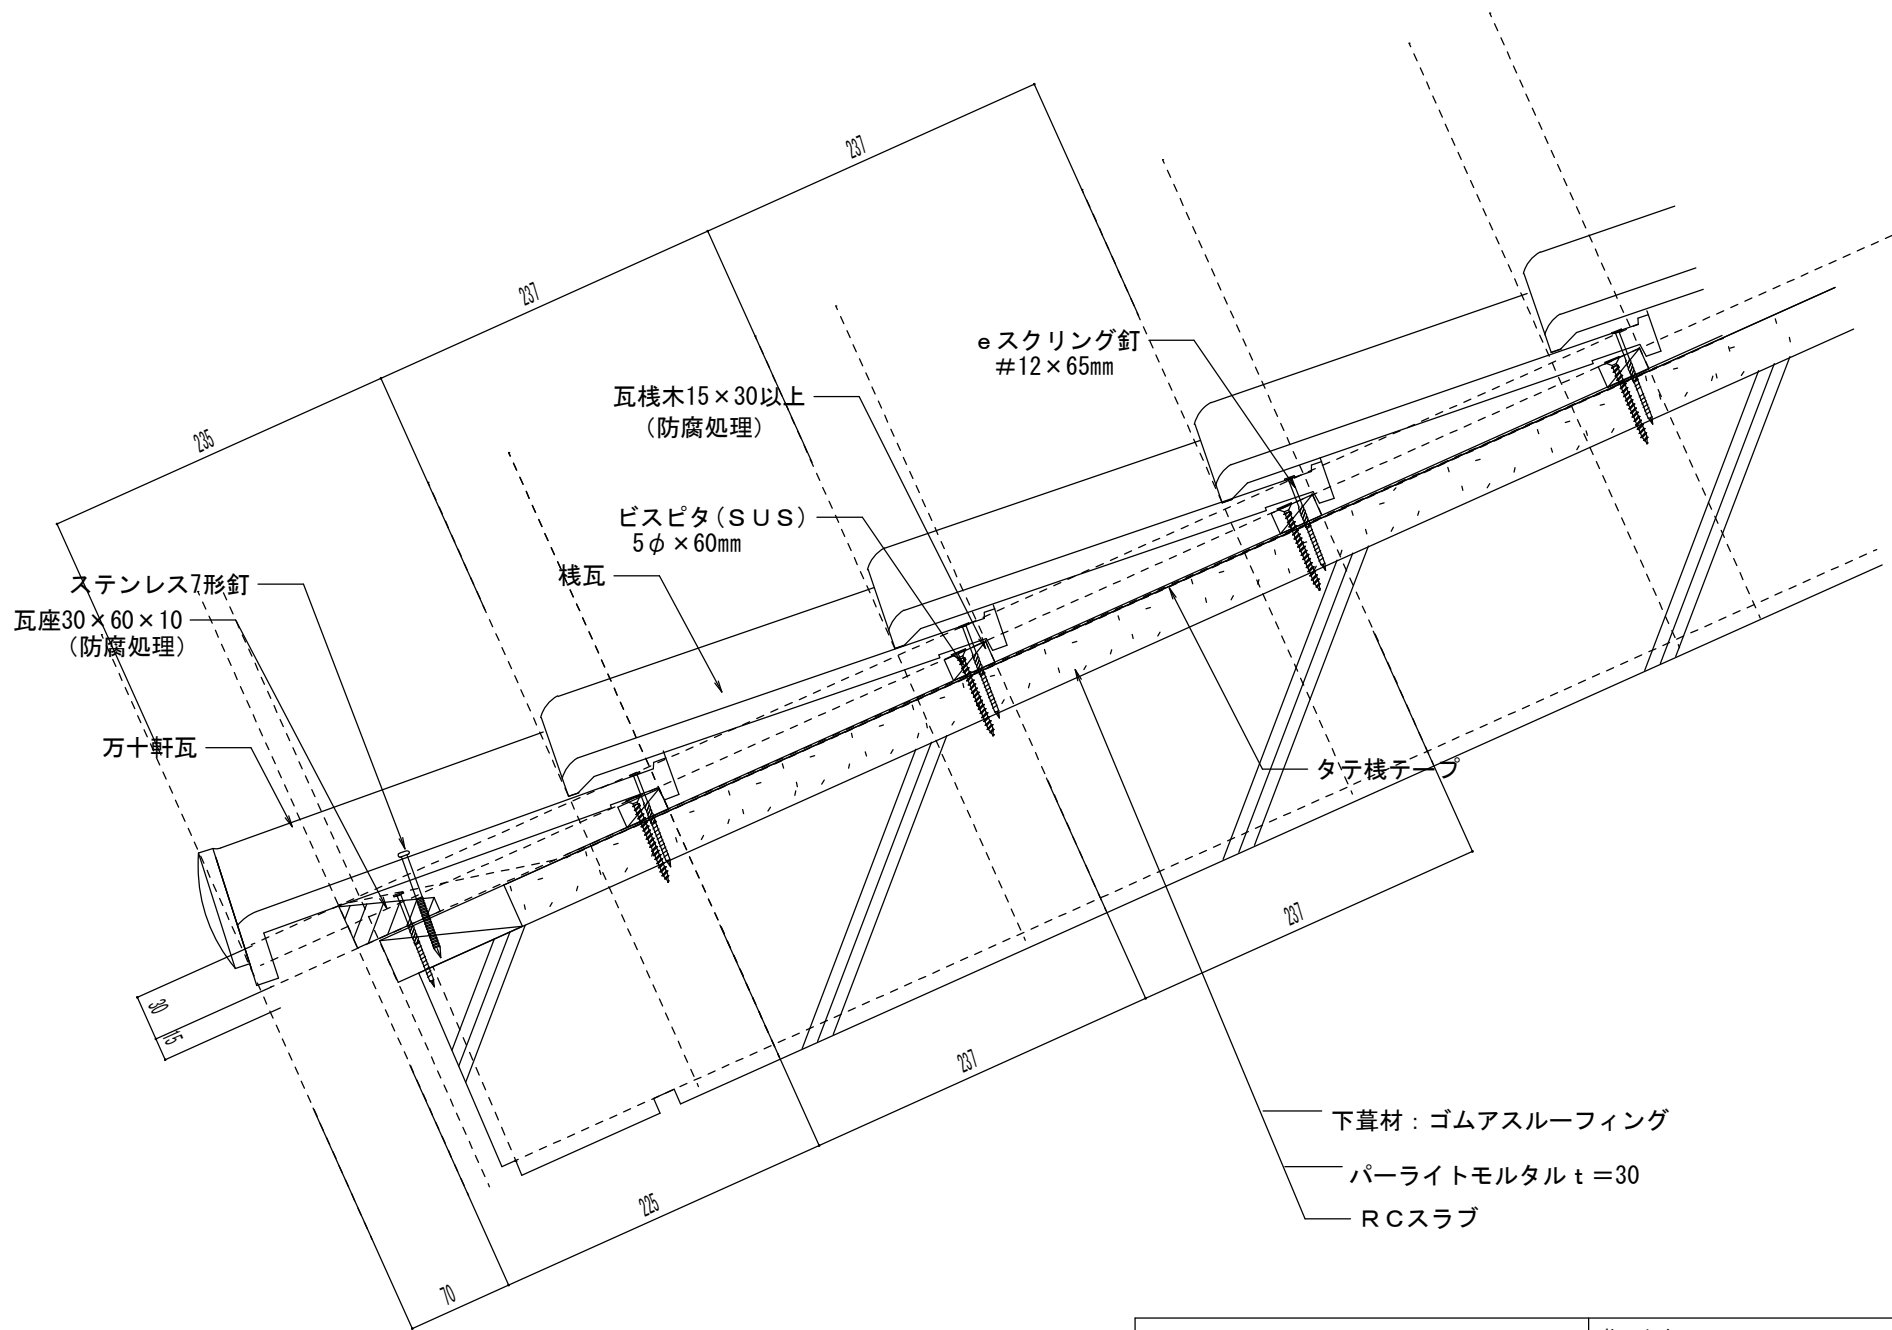 237
237
235
eスクリング釘
#12×65mm
瓦桟木15×30以上
(防腐処理)
ビスピタ(SUS)
5φ×60mm
桟瓦
ステンレス7形釘
瓦座30×60×10
(防腐処理)
万十軒瓦
タテ桟テープ
30
15
237
237
225
70
下葺材：ゴムアスルーフィング
パーライトモルタルt=30
RCスラブ